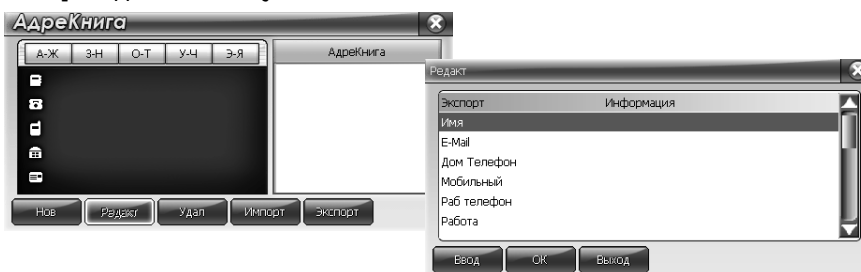 АдреКнига
А-Ж З-Н О-Т У-Ч Э-Я
АдреКнига
Нов Редакт Удал Импорт Экспорт
Редакт
Экспорт Информация
Имя
E-Mail
Дом Телефон
Мобильный
Раб телефон
Работа
Ввод ОК Выход